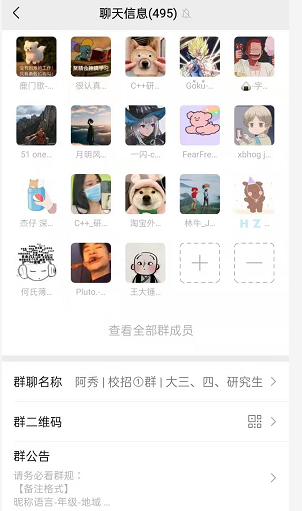 聊天信息(495)
鹿门歌-... 很认真... C++研... Goku·... 🍙·字...
51 one... 月明风... 一闪-c... FearFre... xbhog j...
杰仔 深... C++_研... 淘宝外... 林牛_J... H Z ...
何氏薄... Pluto.-... 王大锤...
查看全部群成员
群聊名称 阿秀 | 校招①群 | 大三、四、研究生
群二维码
群公告
请务必看群规：
【备注格式】
昵称语言-年级-地域 ...